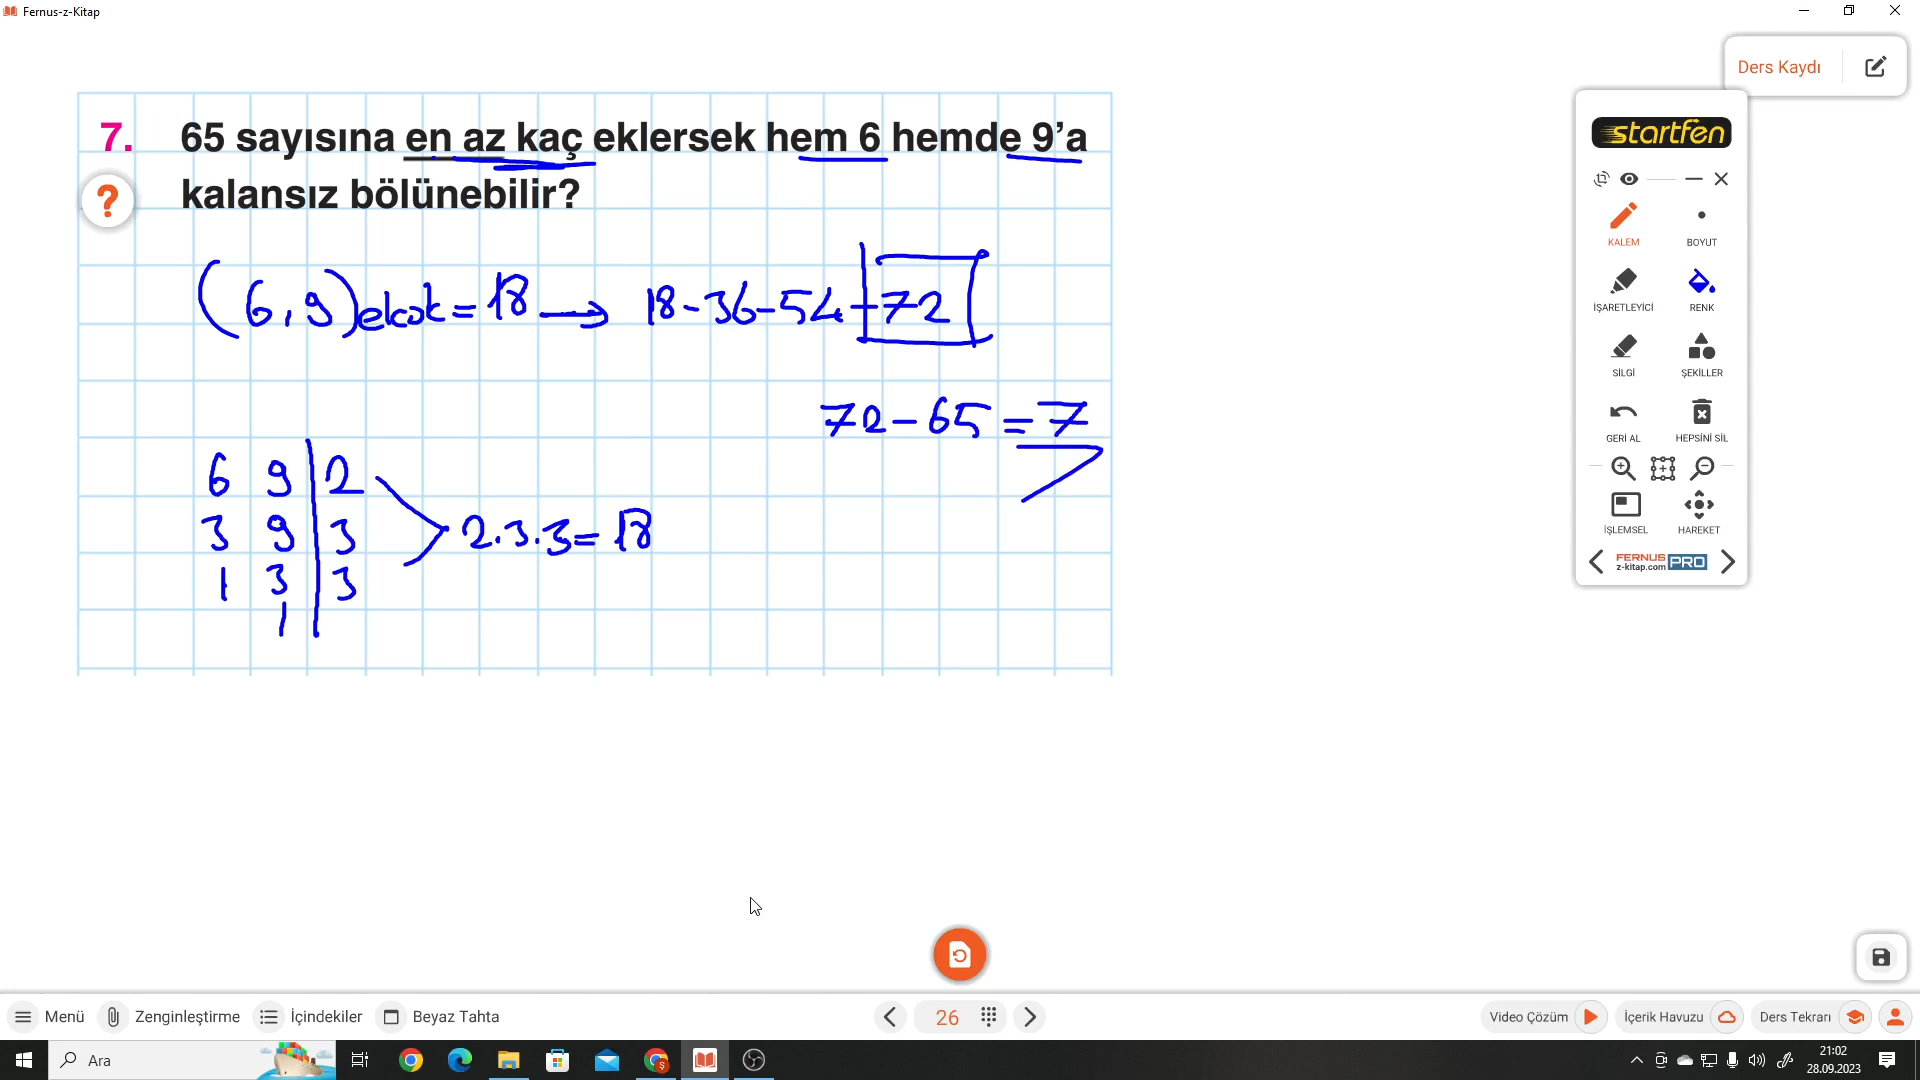 Fernus-z-Kitap
Ders Kaydı
7. 65 sayısına en az kaç eklersek hem 6 hemde 9’a
kalansız bölünebilir?
?
(6, 9)ekok = 18 → 18 - 36 - 54 - 72
72 - 65 = 7
6 9 2
3 9 3
1 3 3
1
2.3.3 = 18
startfen
KALEM
BOYUT
İŞARETLEYİCİ
RENK
SİLGİ
ŞEKİLLER
GERİ AL
HEPSİNİ SİL
İŞLEMSEL
HAREKET
FERNUS
z-kitap.com PRO
Menü
Zenginleştirme
İçindekiler
Beyaz Tahta
26
Video Çözüm
İçerik Havuzu
Ders Tekrarı
Ara
21:02
28.09.2023